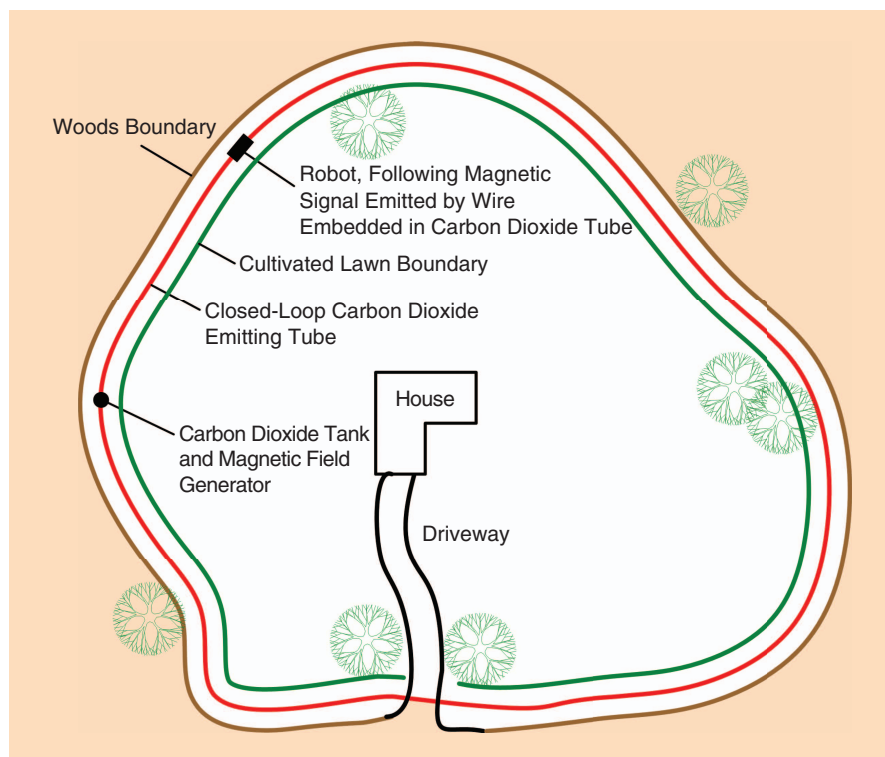 Woods Boundary
Robot, Following Magnetic
Signal Emitted by Wire
Embedded in Carbon Dioxide Tube
Cultivated Lawn Boundary
Closed-Loop Carbon Dioxide
Emitting Tube
House
Carbon Dioxide Tank
and Magnetic Field
Generator
Driveway